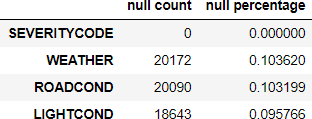 null count null percentage
SEVERITYCODE 0 0.000000
WEATHER 20172 0.103620
ROADCOND 20090 0.103199
LIGHTCOND 18643 0.095766